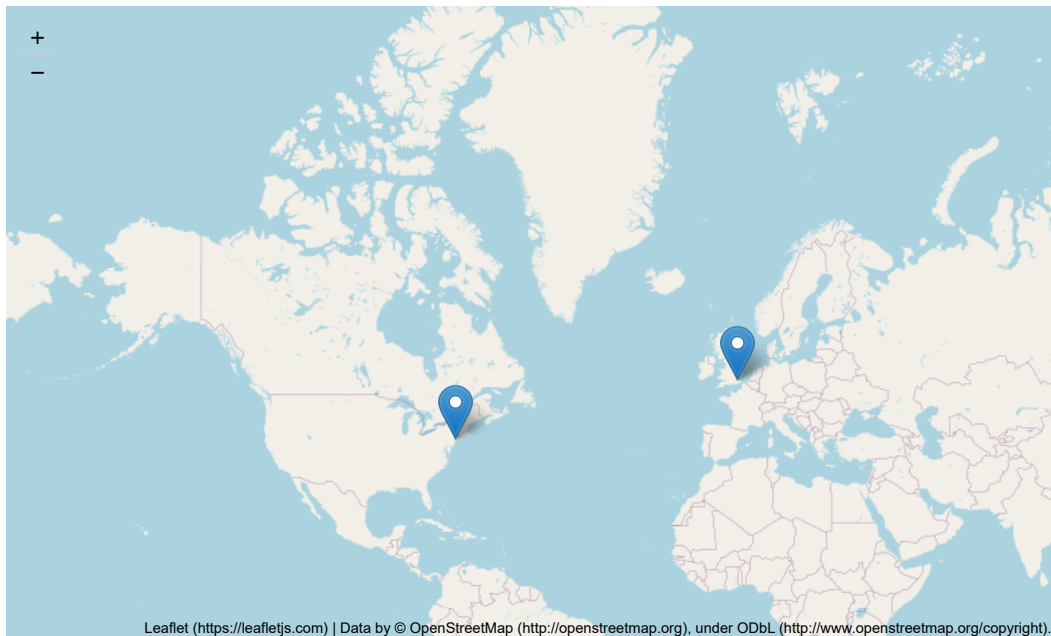 +
−
Leaflet (https://leafletjs.com) | Data by © OpenStreetMap (http://openstreetmap.org), under ODbL (http://www.openstreetmap.org/copyright).